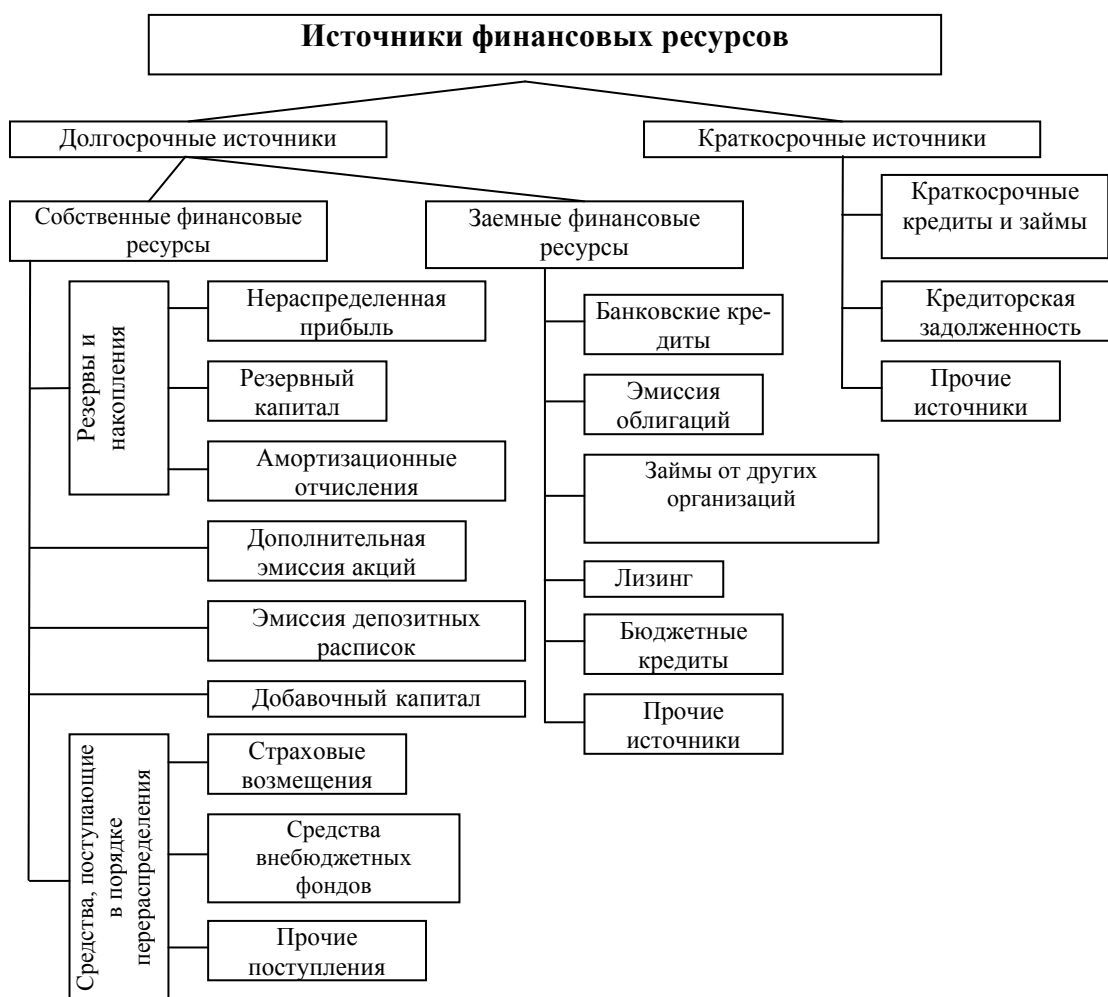 Источники финансовых ресурсов
Долгосрочные источники
Краткосрочные источники
Собственные финансовые
ресурсы
Резервы и
накопления
Нераспределенная
прибыль
Резервный
капитал
Амортизационные
отчисления
Дополнительная
эмиссия акций
Эмиссия депозитных
расписок
Добавочный капитал
Средства, поступающие
в порядке
перераспределения
Страховые
возмещения
Средства
внебюджетных
фондов
Прочие
поступления
Заемные финансовые
ресурсы
Банковские кре-
диты
Эмиссия
облигаций
Займы от других
организаций
Лизинг
Бюджетные
кредиты
Прочие
источники
Краткосрочные
кредиты и займы
Кредиторская
задолженность
Прочие
источники